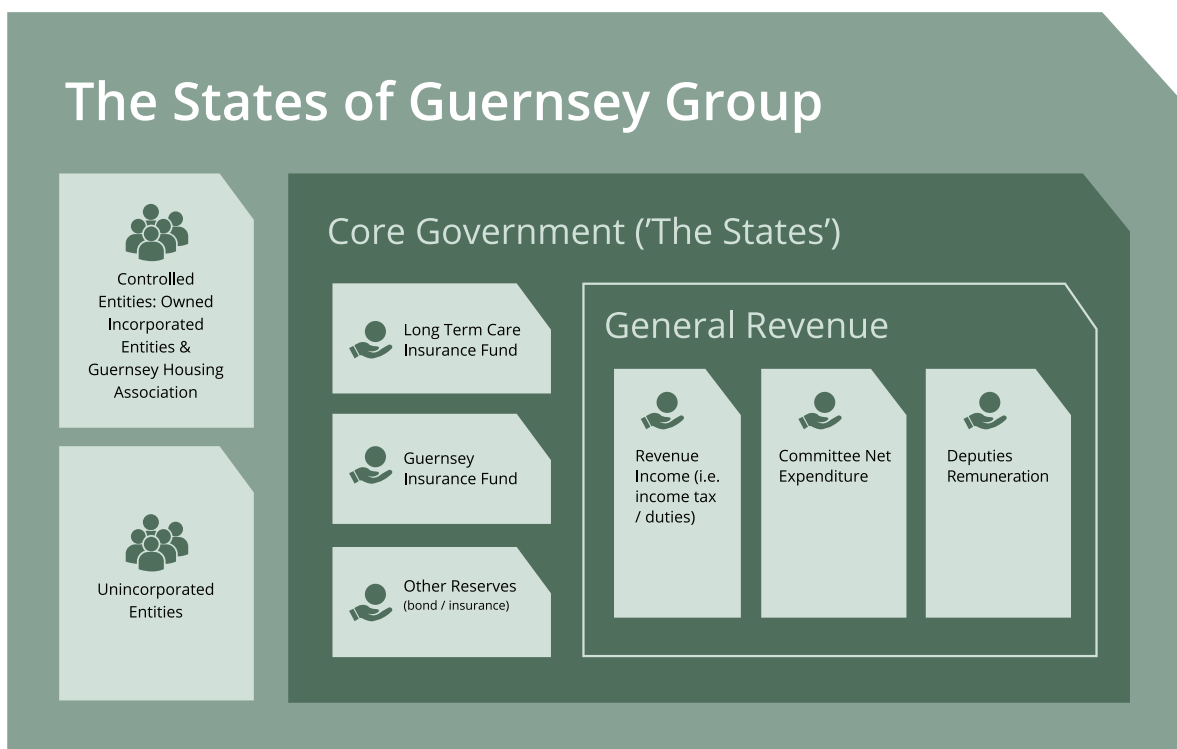 The States of Guernsey Group
Controlled
Entities: Owned
Incorporated
Entities &
Guernsey Housing
Association
Unincorporated
Entities
Core Government ('The States')
Long Term Care
Insurance Fund
Guernsey
Insurance Fund
Other Reserves
(bond / insurance)
General Revenue
Revenue
Income (i.e.
income tax
/ duties)
Committee Net
Expenditure
Deputies
Remuneration